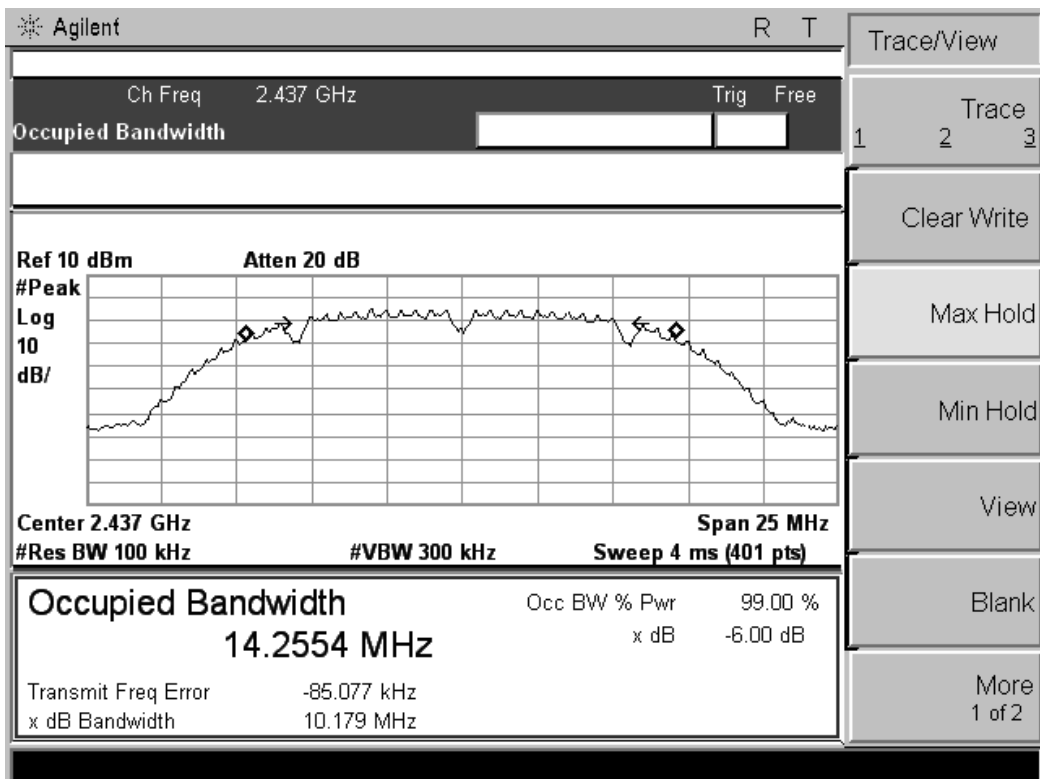 Agilent R T
Trace/View
Ch Freq 2.437 GHz Trig Free
Occupied Bandwidth
Trace
1 2 3
Clear Write
Max Hold
Min Hold
View
Blank
More
1 of 2
Ref 10 dBm Atten 20 dB
#Peak
Log
10
dB/
Center 2.437 GHz Span 25 MHz
#Res BW 100 kHz #VBW 300 kHz Sweep 4 ms (401 pts)
Occupied Bandwidth
14.2554 MHz
Occ BW % Pwr 99.00 %
x dB -6.00 dB
Transmit Freq Error -85.077 kHz
x dB Bandwidth 10.179 MHz